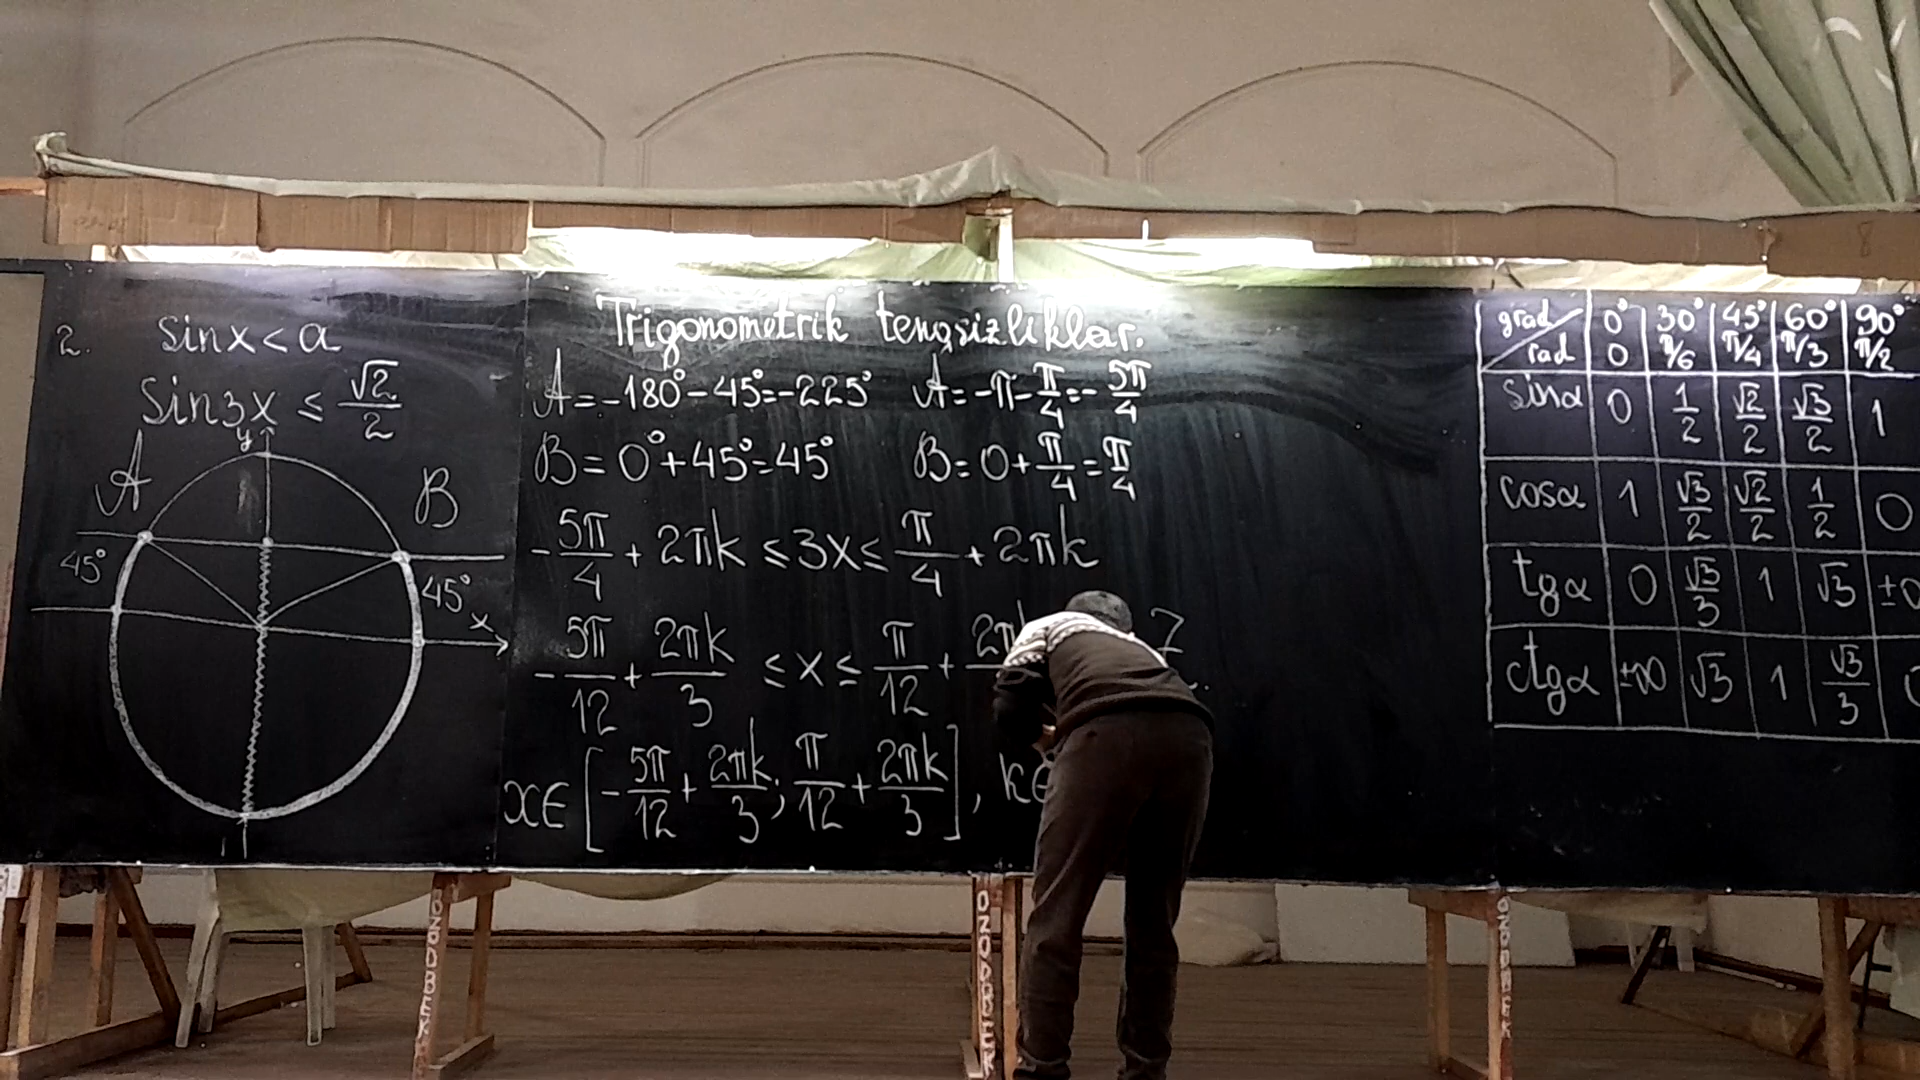 2. sinx < a
Sin3x ≤ √2/2
y
A
B
45°
45°
x
Trigonometrik tengsizliklar.
A = -180° - 45° = -225° A = -π - π/4 = - 5π/4
B = 0° + 45° = 45° B = 0 + π/4 = π/4
- 5π/4 + 2πk ≤ 3x ≤ π/4 + 2πk
- 5π/12 + 2πk/3 ≤ x ≤ π/12 +
x∈ [ - 5π/12 + 2πk/3 ; π/12 + 2πk/3 ], k∈
grad 0° 30° 45° 60° 90°
rad 0 π/6 π/4 π/3 π/2
sinα 0 1/2 √2/2 √3/2 1
cosα 1 √3/2 √2/2 1/2 0
tgα 0 √3/3 1 √3
ctgα ±∞ √3 1 √3/3
OZODBEK
OZODBEK
OZODBEK